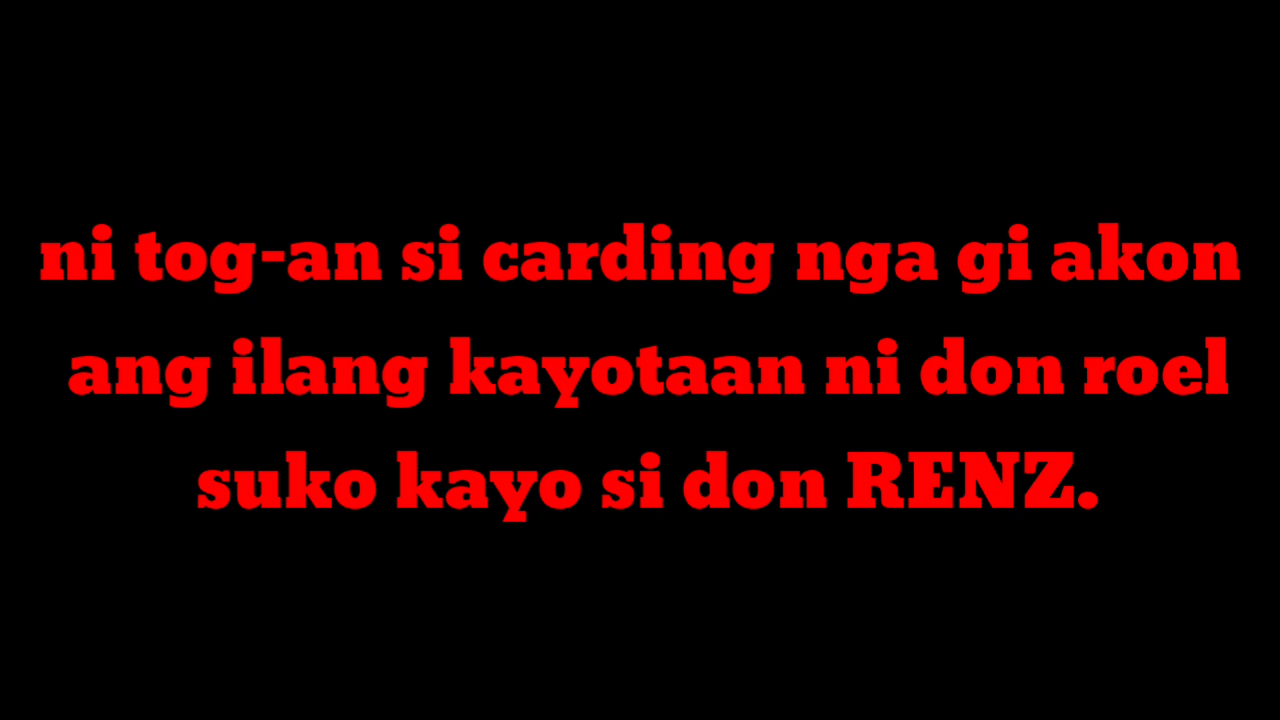 ni tog-an si carding nga gi akon
ang ilang kayotaan ni don roel
suko kayo si don RENZ.